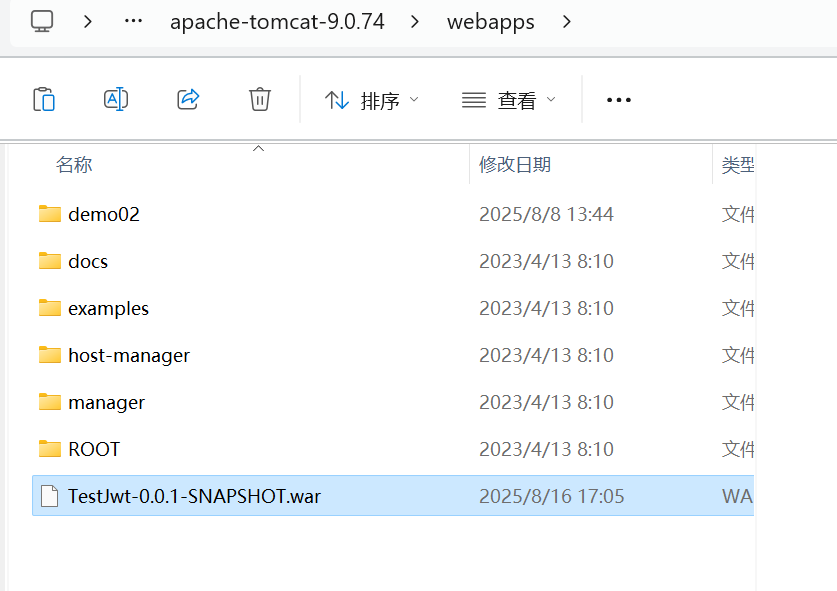 apache-tomcat-9.0.74 webapps
排序 查看
名称 修改日期 类型
demo02 2025/8/8 13:44 文件
docs 2023/4/13 8:10 文件
examples 2023/4/13 8:10 文件
host-manager 2023/4/13 8:10 文件
manager 2023/4/13 8:10 文件
ROOT 2023/4/13 8:10 文件
TestJwt-0.0.1-SNAPSHOT.war 2025/8/16 17:05 WA